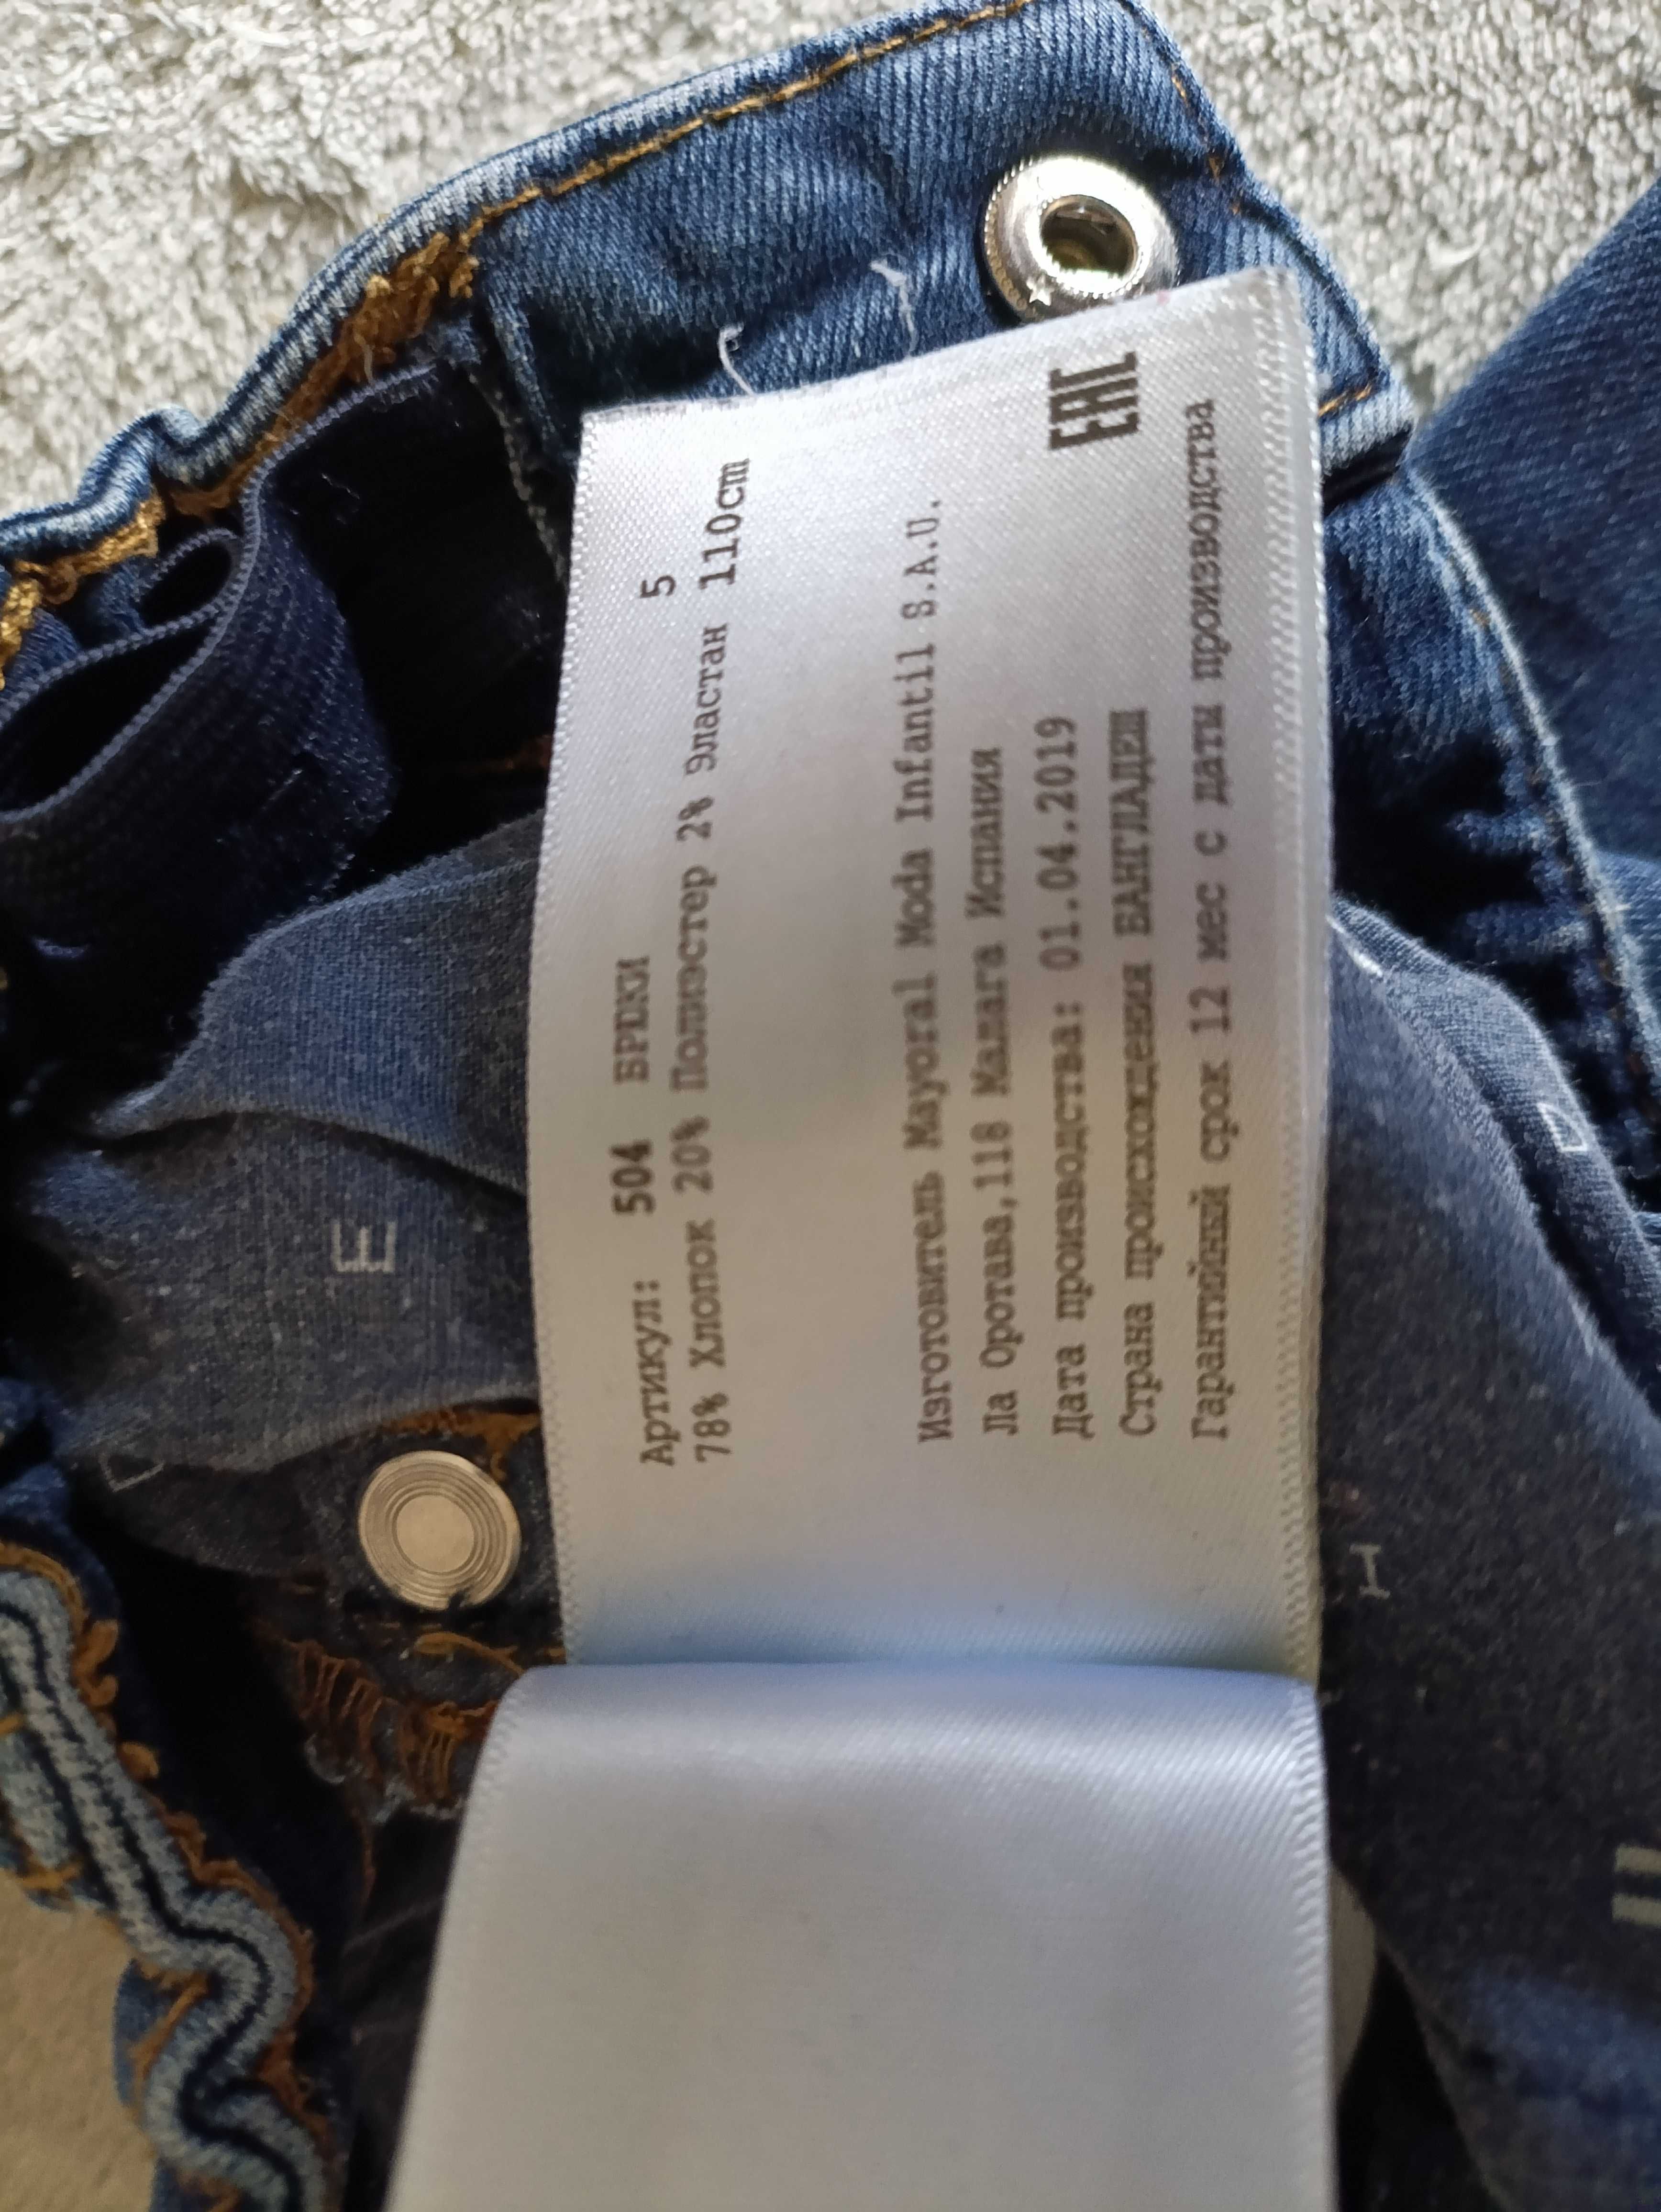 Артикул: 504 БРЮКИ 5
78% Хлопок 20% Полиэстер 2% Эластан 110cm
Изготовитель Mayoral Moda Infantil S.A.U.
Ла Оротава,118 Малага Испания
Дата производства: 01.04.2019
EAC
Страна происхождения БАНГЛАДЕШ
Гарантийный срок 12 мес с даты производства
E
D
I